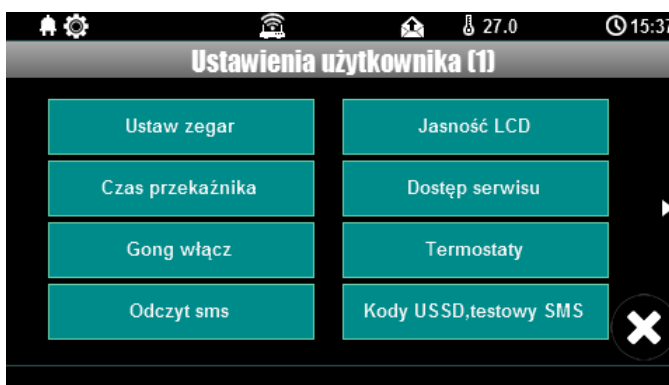 27.0 15:37
Ustawienia użytkownika (1)
Ustaw zegar Jasność LCD
Czas przekaźnika Dostęp serwisu
Gong włącz Termostaty
Odczyt sms Kody USSD,testowy SMS